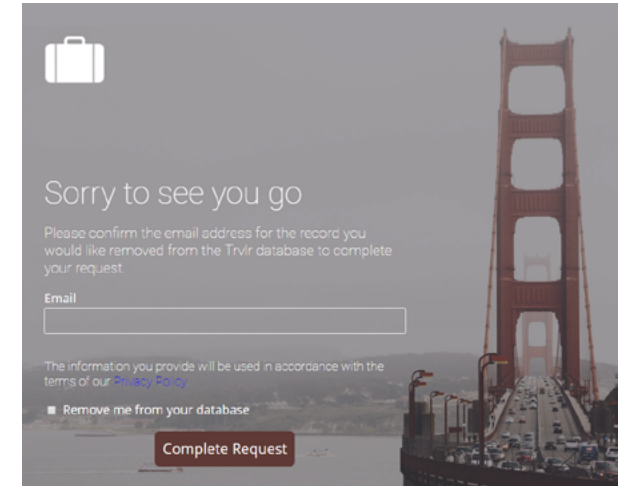 Sorry to see you go
Please confirm the email address for the record you
would like removed from the Trvlr database to complete
your request.
Email
The information you provide will be used in accordance with the
terms of our Privacy Policy
Remove me from your database
Complete Request